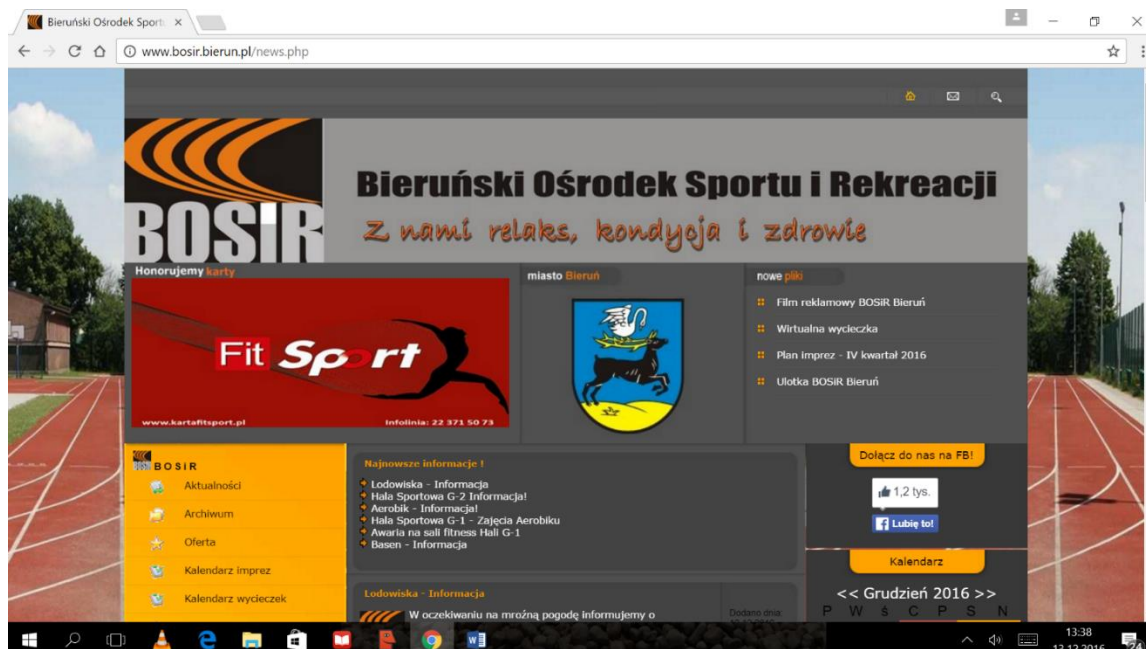 Bieruński Ośrodek Sport
www.bosir.bierun.pl/news.php
BOSiR
Bieruński Ośrodek Sportu i Rekreacji
Z nami relaks, kondycja i zdrowie
Honorujemy karty
Fit Sport
www.kartafitsport.pl
Infolinia: 22 371 50 73
miasto Bieruń
nowe pliki
Film reklamowy BOSiR Bieruń
Wirtualna wycieczka
Plan imprez - IV kwartał 2016
Ulotka BOSiR Bieruń
BOSiR
Aktualności
Archiwum
Oferta
Kalendarz imprez
Kalendarz wycieczek
Najnowsze informacje !
Lodowiska - Informacja
Hala Sportowa G-2 Informacja!
Aerobik - Informacja!
Hala Sportowa G-1 - Zajęcia Aerobiku
Awaria na sali fitness Hali G-1
Basen - Informacja
Lodowiska - Informacja
W oczekiwaniu na mroźną pogodę informujemy o
Dodano dnia:
Dołącz do nas na FB!
1,2 tys.
Lubię to!
Kalendarz
<< Grudzień 2016 >>
P W ś C P S N
13:38
13.12.2016
24